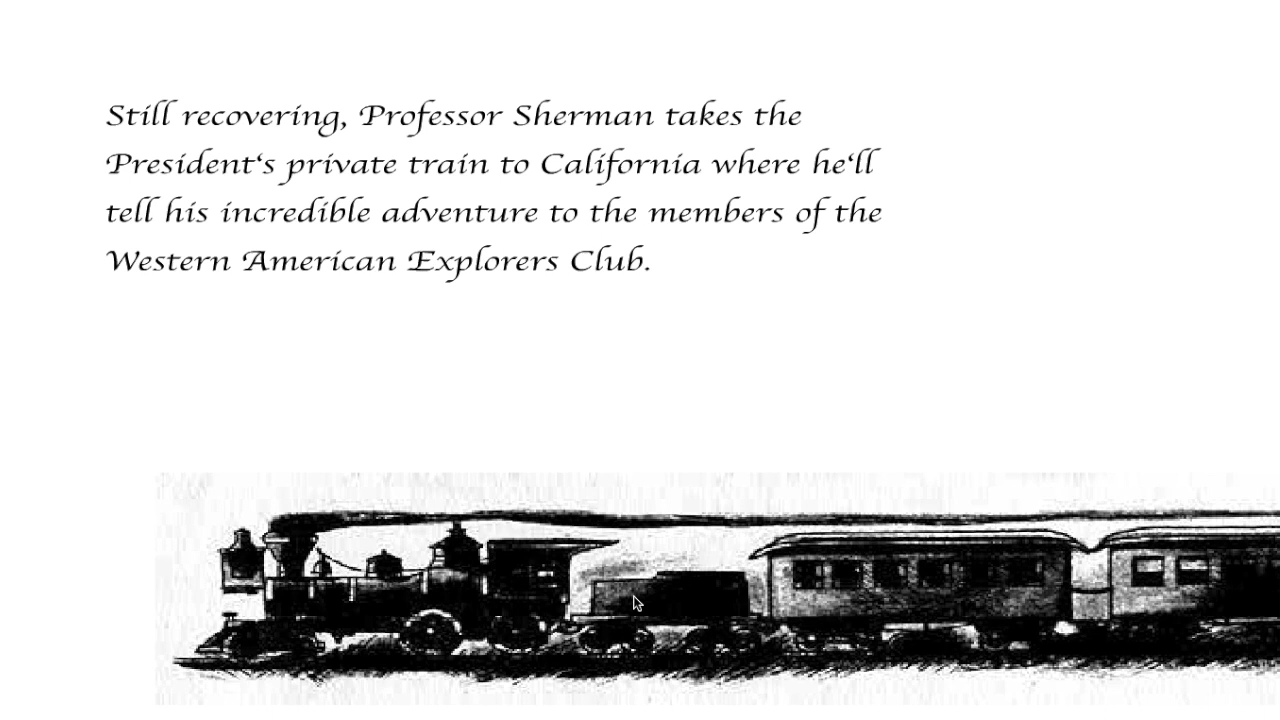 Still recovering, Professor Sherman takes the
President‘s private train to California where he‘ll
tell his incredible adventure to the members of the
Western American Explorers Club.